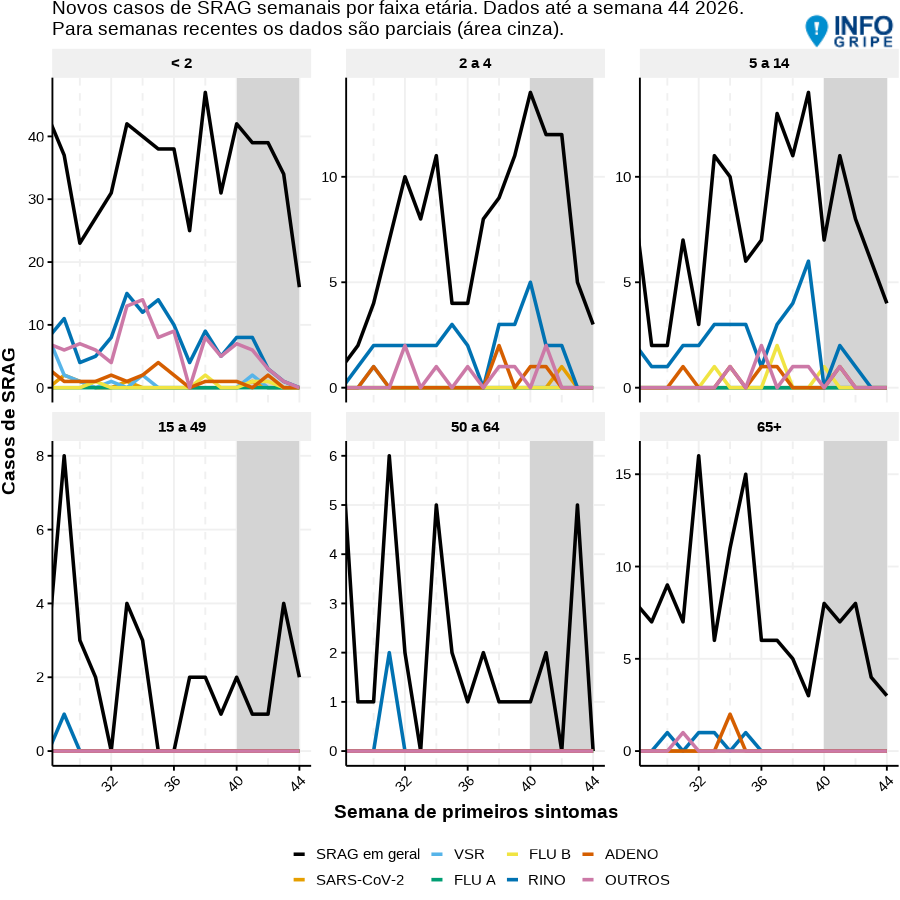 Novos casos de SRAG semanais por faixa etária. Dados até a semana 44 2026.
Para semanas recentes os dados são parciais (área cinza).
INFO
GRIPE
< 2
2 a 4
5 a 14
40
30
20
10
0
10
5
0
10
5
0
Casos de SRAG
15 a 49
50 a 64
65+
8
6
4
2
0
6
5
4
3
2
1
0
15
10
5
0
32 36 40 44
32 36 40 44
32 36 40 44
Semana de primeiros sintomas
SRAG em geral VSR FLU B ADENO
SARS-CoV-2 FLU A RINO OUTROS